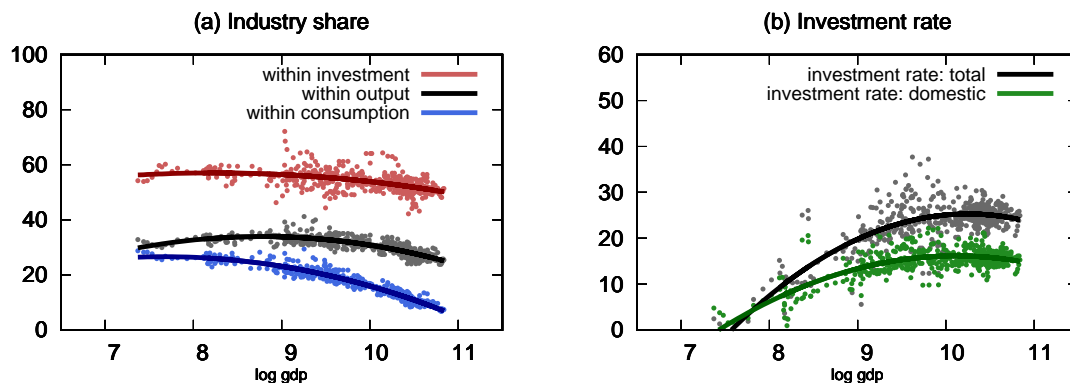 (a) Industry share
100
80
60
40
20
0
within investment
within output
within consumption
7 8 9 10 11
log gdp
(b) Investment rate
60
50
40
30
20
10
0
investment rate: total
investment rate: domestic
7 8 9 10 11
log gdp